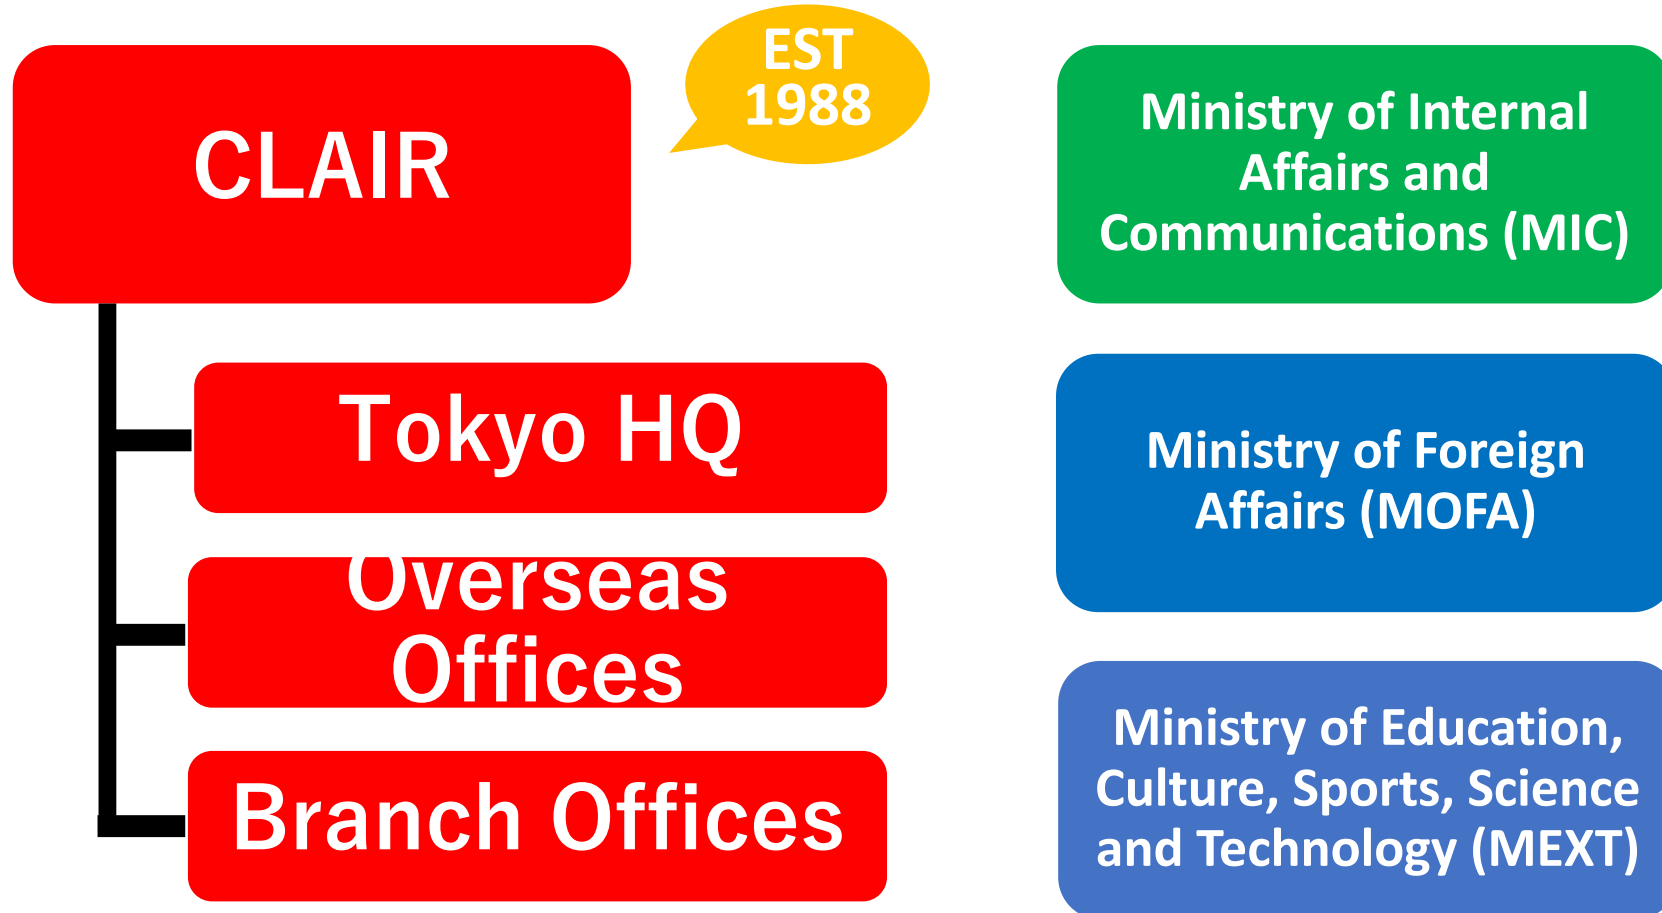 CLAIR
EST
1988
Tokyo HQ
Overseas
Offices
Branch Offices
Ministry of Internal
Affairs and
Communications (MIC)
Ministry of Foreign
Affairs (MOFA)
Ministry of Education,
Culture, Sports, Science
and Technology (MEXT)